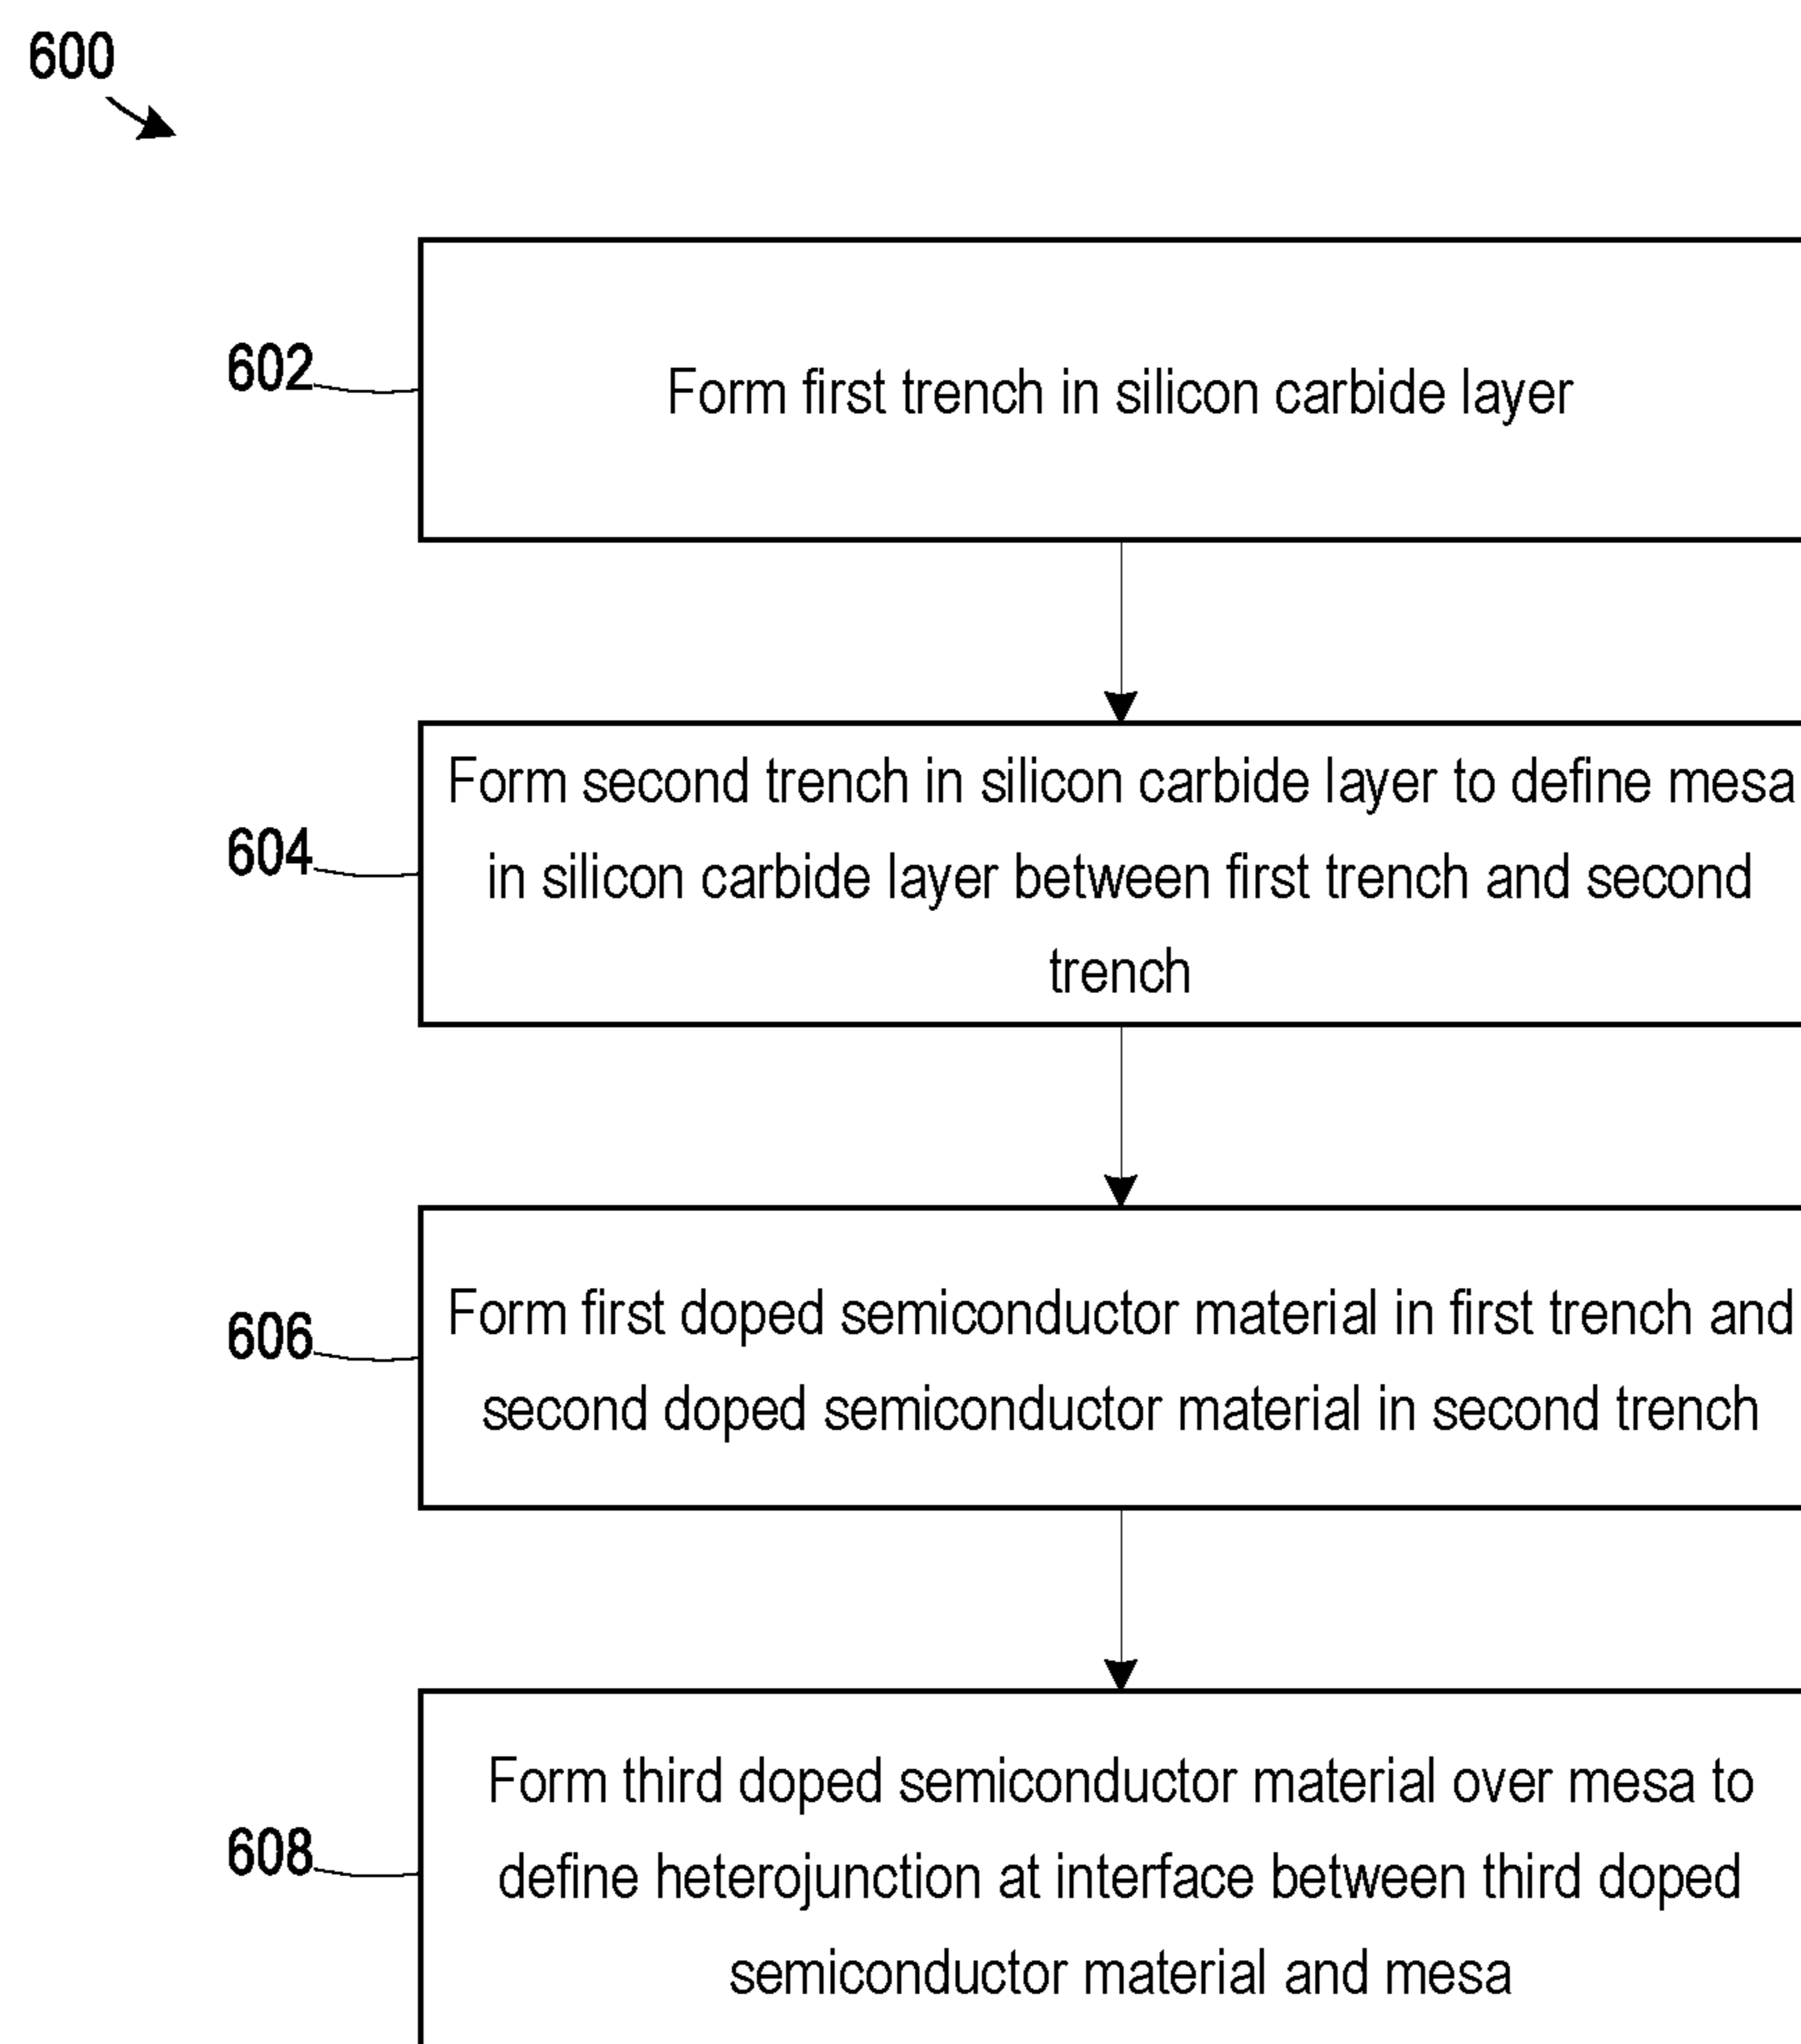 600
602
Form first trench in silicon carbide layer
604
Form second trench in silicon carbide layer to define mesa
in silicon carbide layer between first trench and second
trench
606
Form first doped semiconductor material in first trench and
second doped semiconductor material in second trench
608
Form third doped semiconductor material over mesa to
define heterojunction at interface between third doped
semiconductor material and mesa